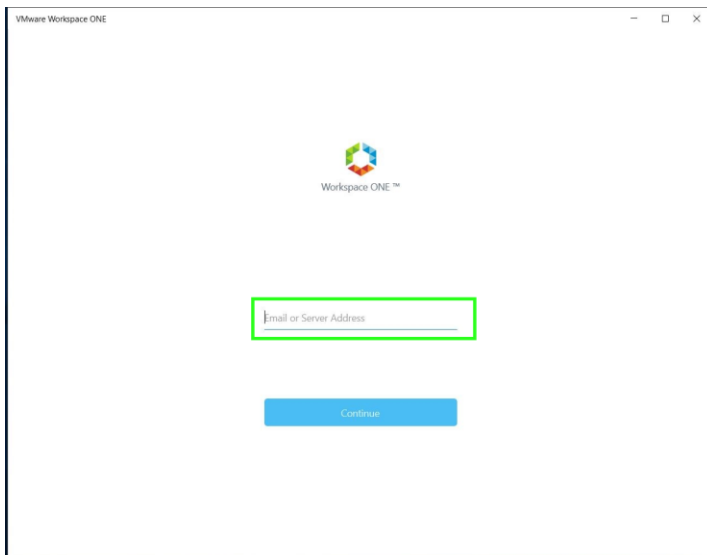 VMware Workspace ONE
Workspace ONE ™
Email or Server Address
Continue